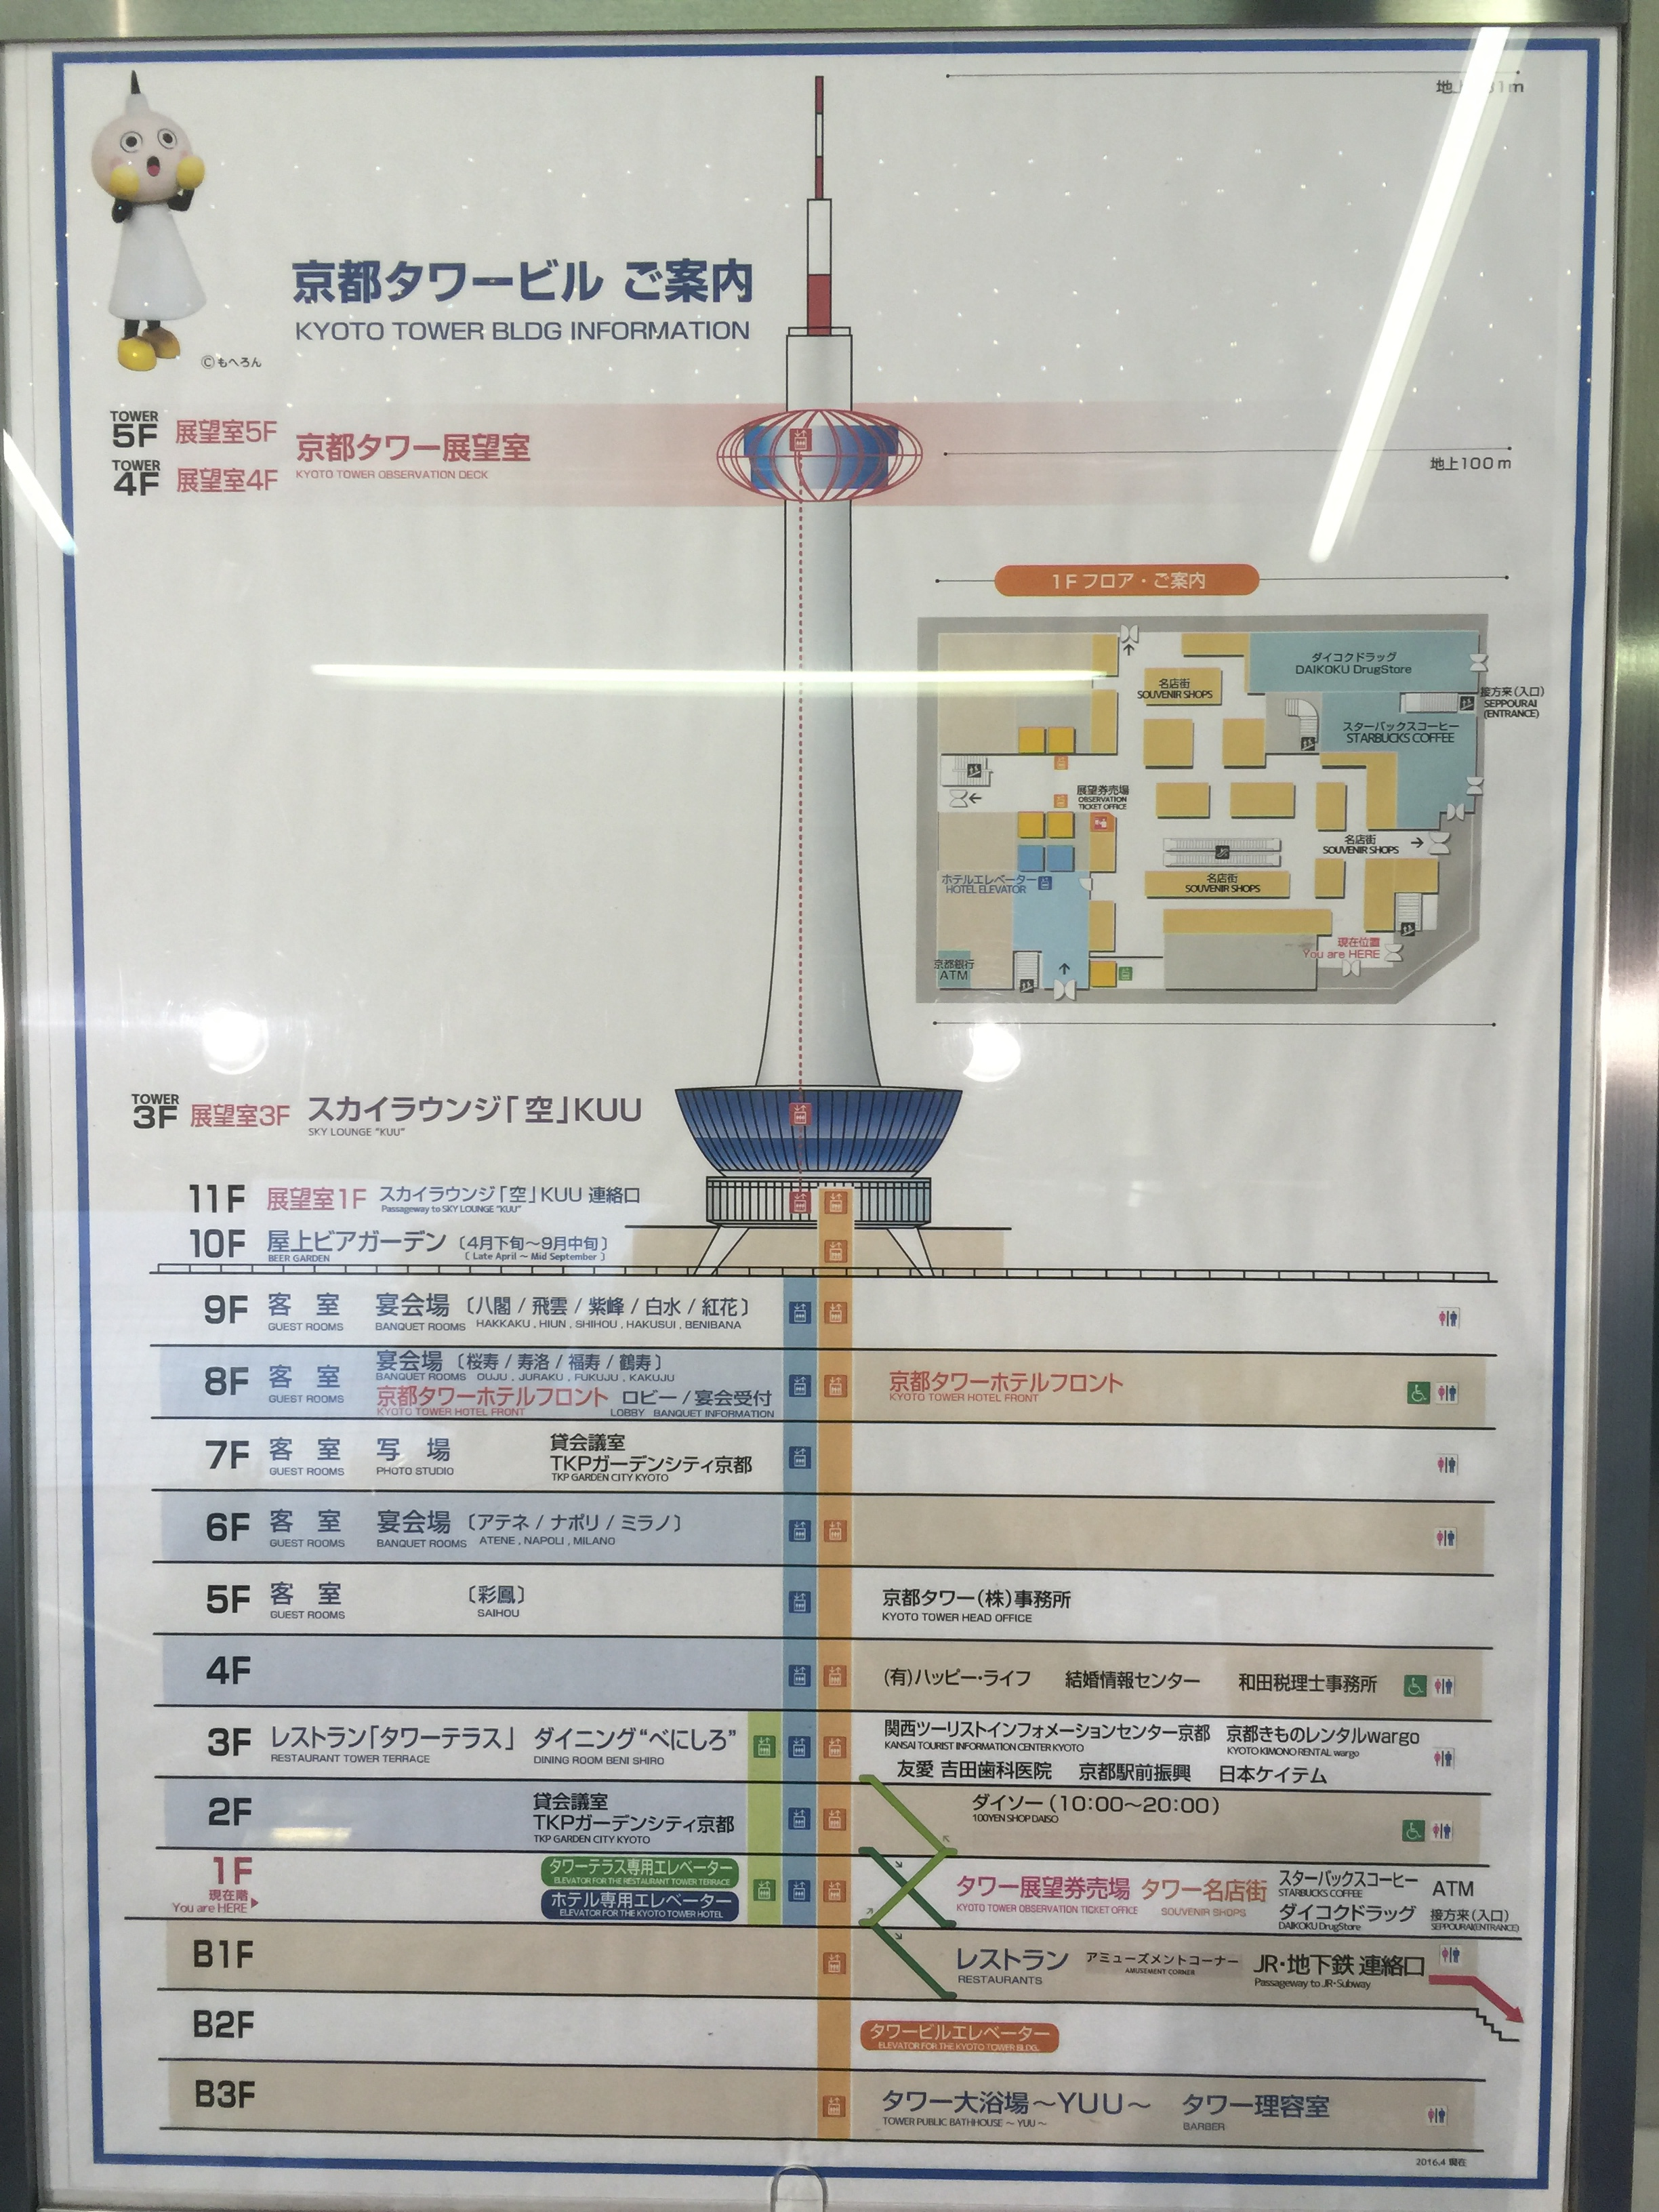 地上 31m
京都タワービル ご案内
KYOTO TOWER BLDG INFORMATION
©もへろん
TOWER
5F 展望室5F
TOWER
4F 展望室4F
京都タワー展望室
KYOTO TOWER OBSERVATION DECK
地上100m
1Fフロア・ご案内
ダイコクドラッグ
DAIKOKU DrugStore
名店街
SOUVENIR SHOPS
接方来(入口)
SEPPOURAI
(ENTRANCE)
スターバックスコーヒー
STARBUCKS COFFEE
展望券売場
OBSERVATION
TICKET OFFICE
名店街
SOUVENIR SHOPS
ホテルエレベーター
HOTEL ELEVATOR
名店街
SOUVENIR SHOPS
現在位置
You are HERE
京都銀行
ATM
TOWER
3F 展望室3F スカイラウンジ「空」KUU
SKY LOUNGE "KUU"
11F 展望室1F スカイラウンジ「空」KUU 連絡口
Passageway to SKY LOUNGE "KUU"
10F 屋上ビアガーデン 〔4月下旬〜9月中旬〕
BEER GARDEN 〔Late April ~ Mid September〕
9F 客室 宴会場〔八閣 / 飛雲 / 紫峰 / 白水 / 紅花〕
GUEST ROOMS BANQUET ROOMS HAKKAKU , HIUN , SHIHOU , HAKUSUI , BENIBANA
宴会場〔桜寿 / 寿洛 / 福寿 / 鶴寿〕
BANQUET ROOMS OUJU , JURAKU , FUKUJU , KAKUJU
8F 客室 京都タワーホテルフロント ロビー / 宴会受付 京都タワーホテルフロント
GUEST ROOMS KYOTO TOWER HOTEL FRONT LOBBY BANQUET INFORMATION KYOTO TOWER HOTEL FRONT
7F 客室 写場 貸会議室
TKPガーデンシティ京都
GUEST ROOMS PHOTO STUDIO TKP GARDEN CITY KYOTO
6F 客室 宴会場〔アテネ / ナポリ / ミラノ〕
GUEST ROOMS BANQUET ROOMS ATENE , NAPOLI , MILANO
5F 客室 〔彩鳳〕 京都タワー(株)事務所
GUEST ROOMS SAIHOU KYOTO TOWER HEAD OFFICE
4F (有)ハッピー・ライフ 結婚情報センター 和田税理士事務所
3F レストラン「タワーテラス」 ダイニング"べにしろ" 関西ツーリストインフォメーションセンター京都 京都きものレンタルwargo
RESTAURANT TOWER TERRACE DINING ROOM BENI SHIRO KANSAI TOURIST INFORMATION CENTER KYOTO KYOTO KIMONO RENTAL wargo
友愛 吉田歯科医院 京都駅前振興 日本ケイテム
2F 貸会議室 ダイソー(10:00〜20:00)
TKPガーデンシティ京都 100YEN SHOP DAISO
TKP GARDEN CITY KYOTO
1F タワーテラス専用エレベーター
ELEVATOR FOR THE RESTAURANT TOWER TERRACE
現在階
You are HERE
ホテル専用エレベーター
ELEVATOR FOR THE KYOTO TOWER HOTEL
タワー展望券売場 タワー名店街 スターバックスコーヒー ATM
KYOTO TOWER OBSERVATION TICKET OFFICE SOUVENIR SHOPS STARBUCKS COFFEE
ダイコクドラッグ 接方来(入口)
DAIKOKU DrugStore SEPPOURAI(ENTRANCE)
B1F レストラン アミューズメントコーナー JR・地下鉄 連絡口
RESTAURANTS AMUSEMENT CORNER Passageway to JR・Subway
B2F タワービルエレベーター
ELEVATOR FOR THE KYOTO TOWER BLDG.
B3F タワー大浴場〜YUU〜 タワー理容室
TOWER PUBLIC BATHHOUSE ~ YUU ~ BARBER
2016.4 現在